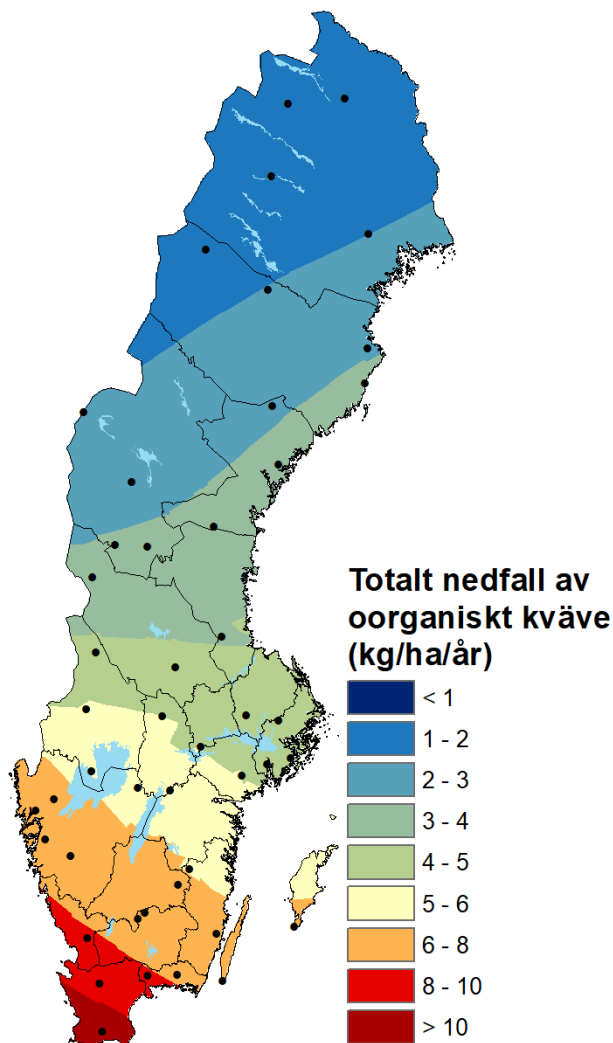 Totalt nedfall av
oorganiskt kväve
(kg/ha/år)
< 1
1 - 2
2 - 3
3 - 4
4 - 5
5 - 6
6 - 8
8 - 10
> 10